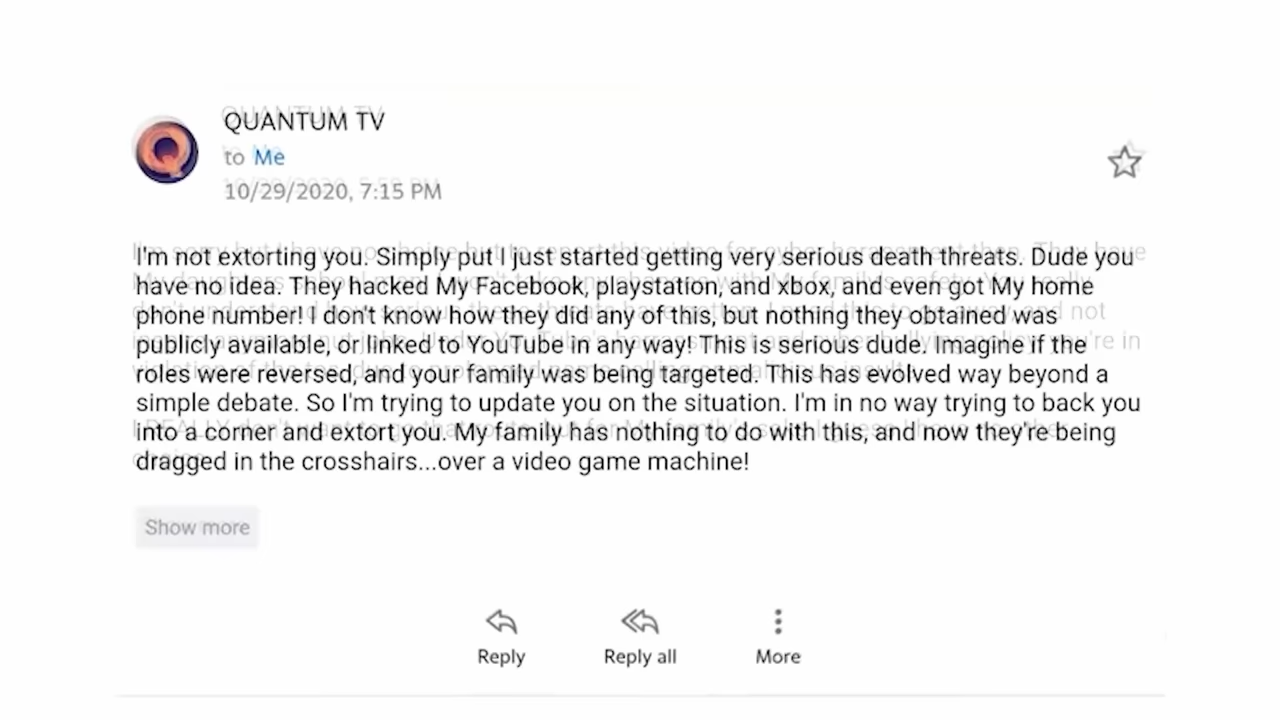 QUANTUM TV
to Me
10/29/2020, 7:15 PM
I'm not extorting you. Simply put I just started getting very serious death threats. Dude you
have no idea. They hacked My Facebook, playstation, and xbox, and even got My home
phone number! I don't know how they did any of this, but nothing they obtained was
publicly available, or linked to YouTube in any way! This is serious dude. Imagine if the
roles were reversed, and your family was being targeted. This has evolved way beyond a
simple debate. So I'm trying to update you on the situation. I'm in no way trying to back you
into a corner and extort you. My family has nothing to do with this, and now they're being
dragged in the crosshairs...over a video game machine!
Show more
Reply
Reply all
More